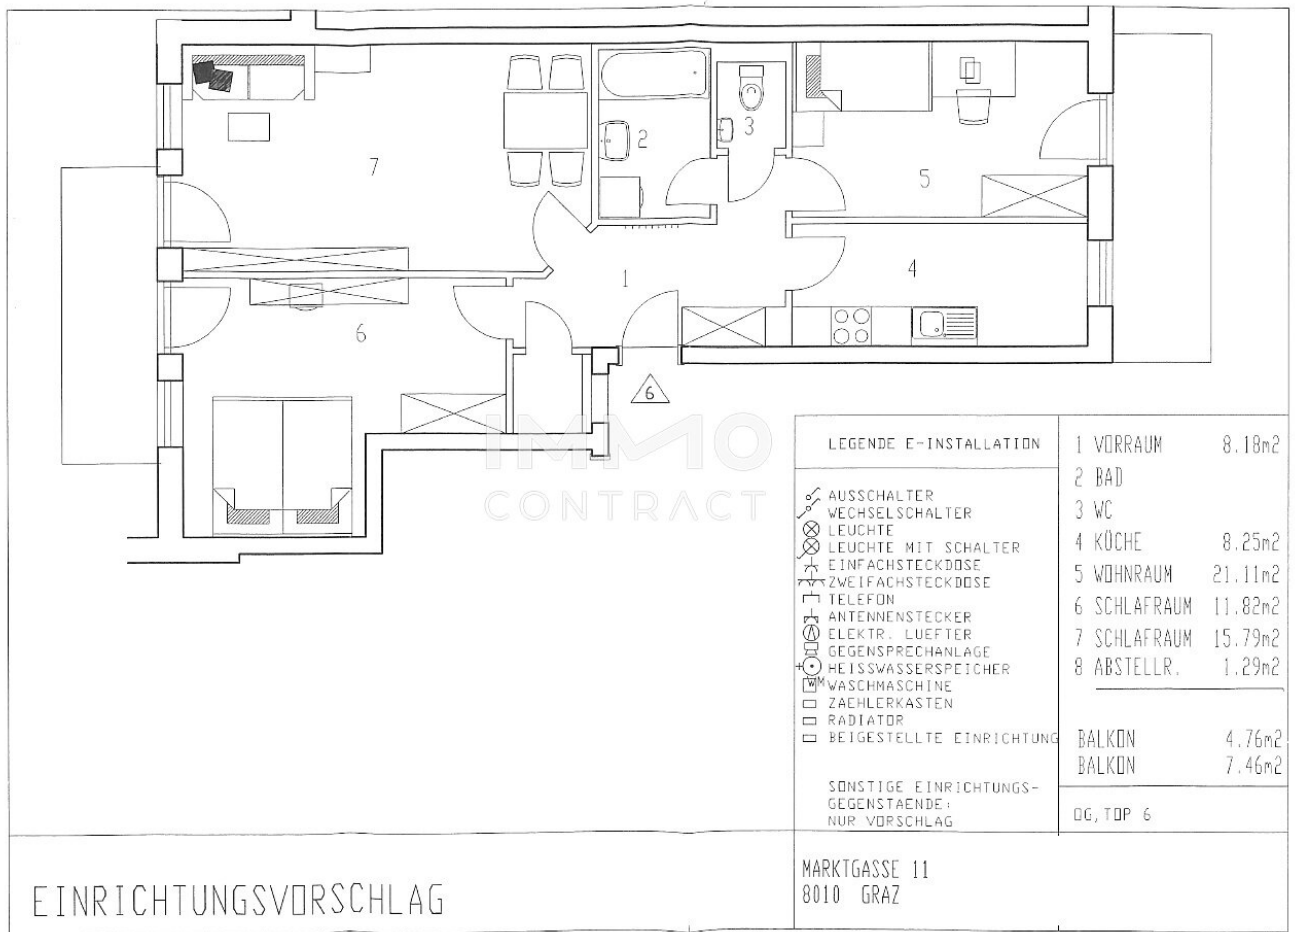 7
2
3
5
4
1
6
6
IMMO
CONTRACT
LEGENDE E-INSTALLATION
AUSSCHALTER
WECHSELSCHALTER
LEUCHTE
LEUCHTE MIT SCHALTER
EINFACHSTECKDOSE
ZWEIFACHSTECKDOSE
TELEFON
ANTENNENSTECKER
ELEKTR. LUEFTER
GEGENSPRECHANLAGE
HEISSWASSERSPEICHER
WM WASCHMASCHINE
ZAEHLERKASTEN
RADIATOR
BEIGESTELLTE EINRICHTUNG
SONSTIGE EINRICHTUNGS-
GEGENSTAENDE:
NUR VORSCHLAG
1 VORRAUM 8.18m2
2 BAD
3 WC
4 KÜCHE 8.25m2
5 WOHNRAUM 21.11m2
6 SCHLAFRAUM 11.82m2
7 SCHLAFRAUM 15.79m2
8 ABSTELLR. 1.29m2
BALKON 4.76m2
BALKON 7.46m2
OG, TOP 6
EINRICHTUNGSVORSCHLAG
MARKTGASSE 11
8010 GRAZ